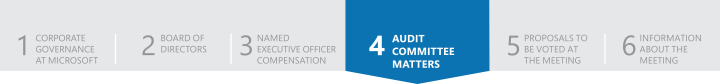 1 CORPORATE
GOVERNANCE
AT MICROSOFT
2 BOARD OF
DIRECTORS
3 NAMED
EXECUTIVE OFFICER
COMPENSATION
4 AUDIT
COMMITTEE
MATTERS
5 PROPOSALS TO
BE VOTED AT
THE MEETING
6 INFORMATION
ABOUT THE
MEETING